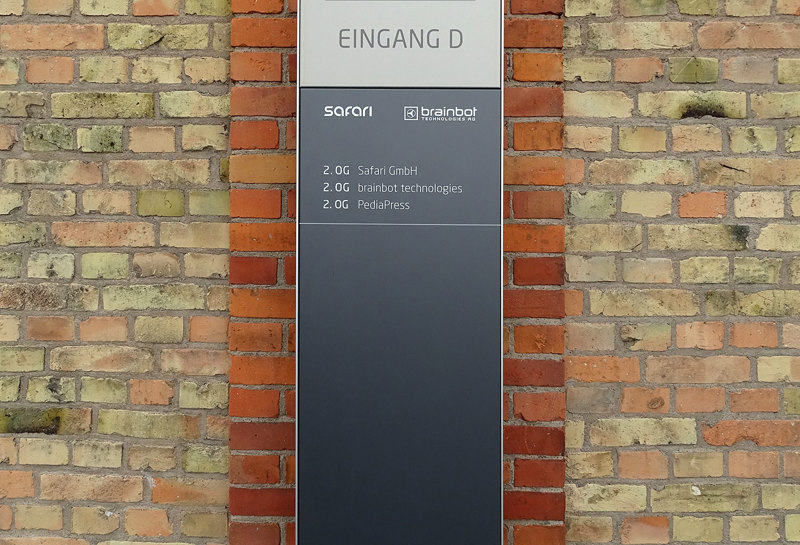 EINGANG D
safari brainbot
TECHNOLOGIES AG
2. OG Safari GmbH
2. OG brainbot technologies
2. OG PediaPress